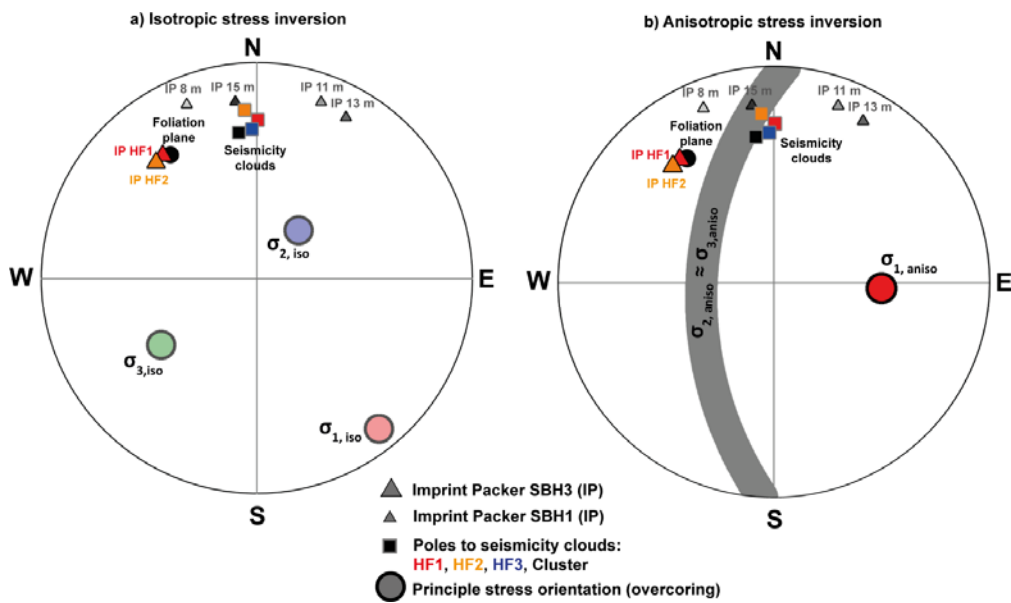 a) Isotropic stress inversion
N
IP 8 m
IP 15 m
IP 11 m
IP 13 m
Foliation
plane
IP HF1
IP HF2
Seismicity
clouds
σ2, iso
W
E
σ3,iso
σ1, iso
S
b) Anisotropic stress inversion
N
IP 8 m
IP 15 m
IP 11 m
IP 13 m
Foliation
plane
IP HF1
IP HF2
Seismicity
clouds
σ2, aniso ≈ σ3,aniso
σ1, aniso
W
E
S
Imprint Packer SBH3 (IP)
Imprint Packer SBH1 (IP)
Poles to seismicity clouds:
HF1, HF2, HF3, Cluster
Principle stress orientation (overcoring)